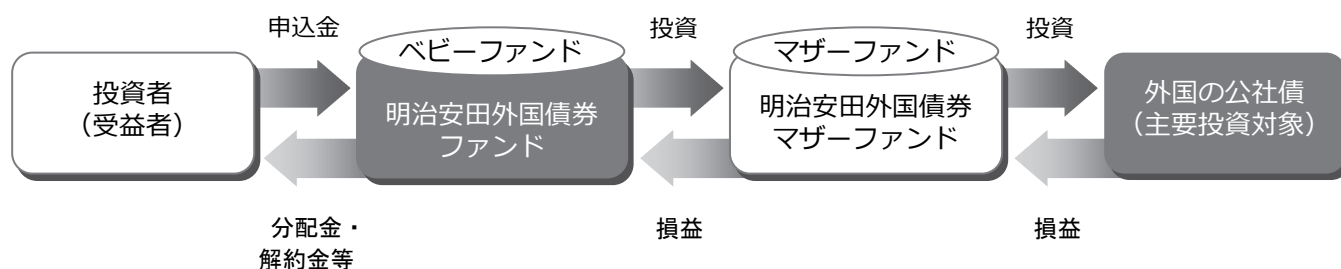 申込金
投資
投資
ベビーファンド
マザーファンド
投資者
（受益者）
明治安田外国債券
ファンド
明治安田外国債券
マザーファンド
外国の公社債
（主要投資対象）
分配金・
解約金等
損益
損益